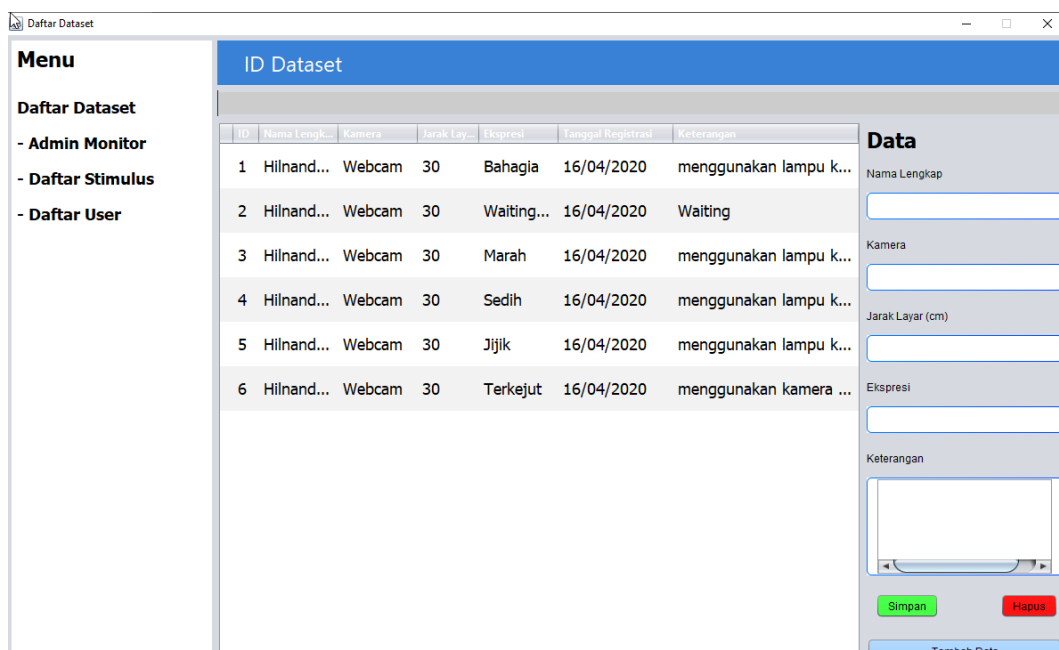 Daftar Dataset
Menu
Daftar Dataset
- Admin Monitor
- Daftar Stimulus
- Daftar User
ID Dataset
ID Nama Lengk... Kamera Jarak Lay... Ekspresi Tanggal Registrasi Keterangan
1 Hilnand... Webcam 30 Bahagia 16/04/2020 menggunakan lampu k...
2 Hilnand... Webcam 30 Waiting... 16/04/2020 Waiting
3 Hilnand... Webcam 30 Marah 16/04/2020 menggunakan lampu k...
4 Hilnand... Webcam 30 Sedih 16/04/2020 menggunakan lampu k...
5 Hilnand... Webcam 30 Jijik 16/04/2020 menggunakan lampu k...
6 Hilnand... Webcam 30 Terkejut 16/04/2020 menggunakan kamera ...
Data
Nama Lengkap
Kamera
Jarak Layar (cm)
Ekspresi
Keterangan
Simpan Hapus
Tambah Data